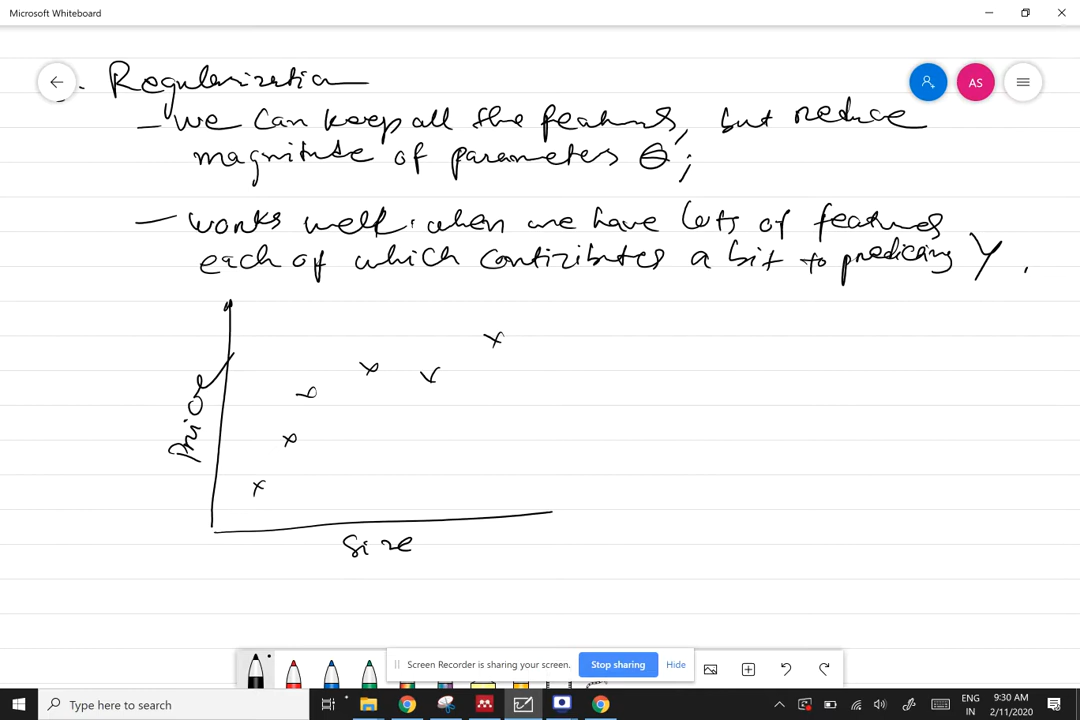 Microsoft Whiteboard
Regularization
AS
- we can keep all the features, but reduce
magnitude of parameters θ;
- works well when we have lots of features
each of which contributes a bit to predicing y.
Price
Size
Screen Recorder is sharing your screen.
Stop sharing
Hide
Type here to search
ENG
IN
9:30 AM
2/11/2020